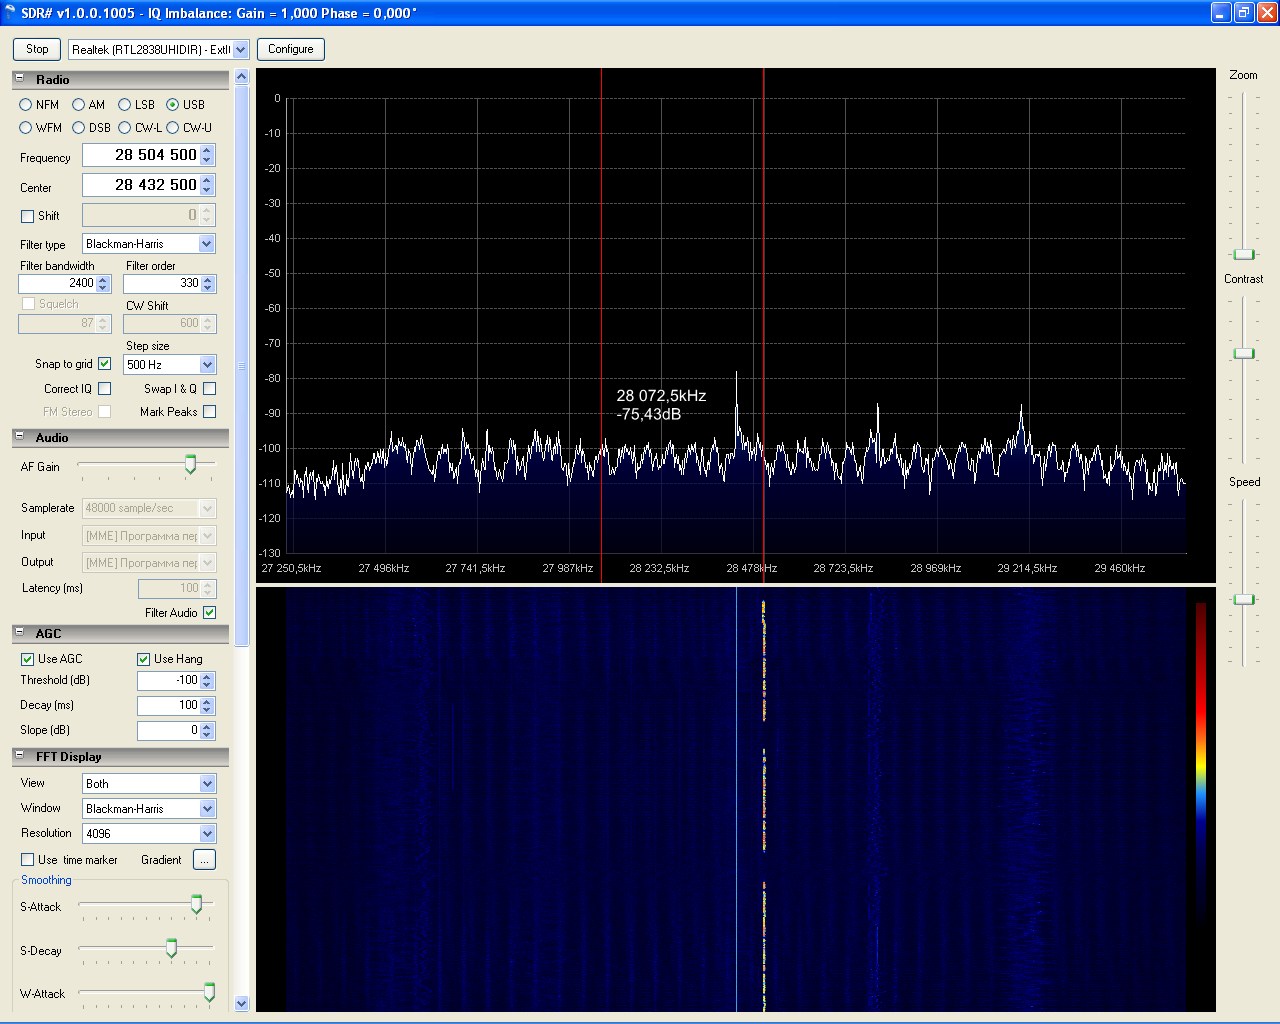 SDR# v1.0.0.1005 - IQ Imbalance: Gain = 1,000 Phase = 0,000°
Stop
Realtek (RTL2838UHIDIR) - ExtI
Configure
Radio
NFM AM LSB USB
WFM DSB CW-L CW-U
Frequency 28 504 500
Center 28 432 500
Shift 0
Filter type Blackman-Harris
Filter bandwidth Filter order
2400 330
Squelch CW Shift
87 600
Step size
Snap to grid 500 Hz
Correct IQ Swap I & Q
FM Stereo Mark Peaks
Audio
AF Gain
Samplerate 48000 sample/sec
Input [MME] Программа пер
Output [MME] Программа пер
Latency (ms) 100
Filter Audio
AGC
Use AGC Use Hang
Threshold (dB) -100
Decay (ms) 100
Slope (dB) 0
FFT Display
View Both
Window Blackman-Harris
Resolution 4096
Use time marker Gradient ...
Smoothing
S-Attack
S-Decay
W-Attack
0
-10
-20
-30
-40
-50
-60
-70
-80
-90
-100
-110
-120
-130
28 072,5kHz
-75,43dB
27 250,5kHz 27 496kHz 27 741,5kHz 27 987kHz 28 232,5kHz 28 478kHz 28 723,5kHz 28 969kHz 29 214,5kHz 29 460kHz
Zoom
Contrast
Speed